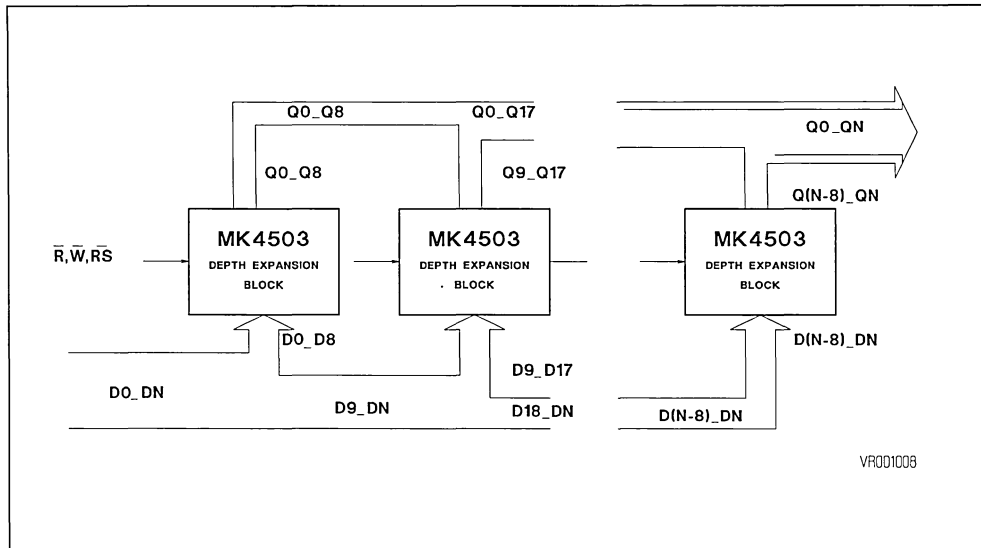 Q0_Q8
Q0_Q17
Q0_QN
Q0_Q8
Q9_Q17
Q(N-8)_QN
R̅,W̅,R̅S̅
MK4503
DEPTH EXPANSION
BLOCK
MK4503
DEPTH EXPANSION
BLOCK
MK4503
DEPTH EXPANSION
BLOCK
D0_D8
D(N-8)_DN
D9_D17
D0_DN
D9_DN
D18_DN
D(N-8)_DN
VR001008